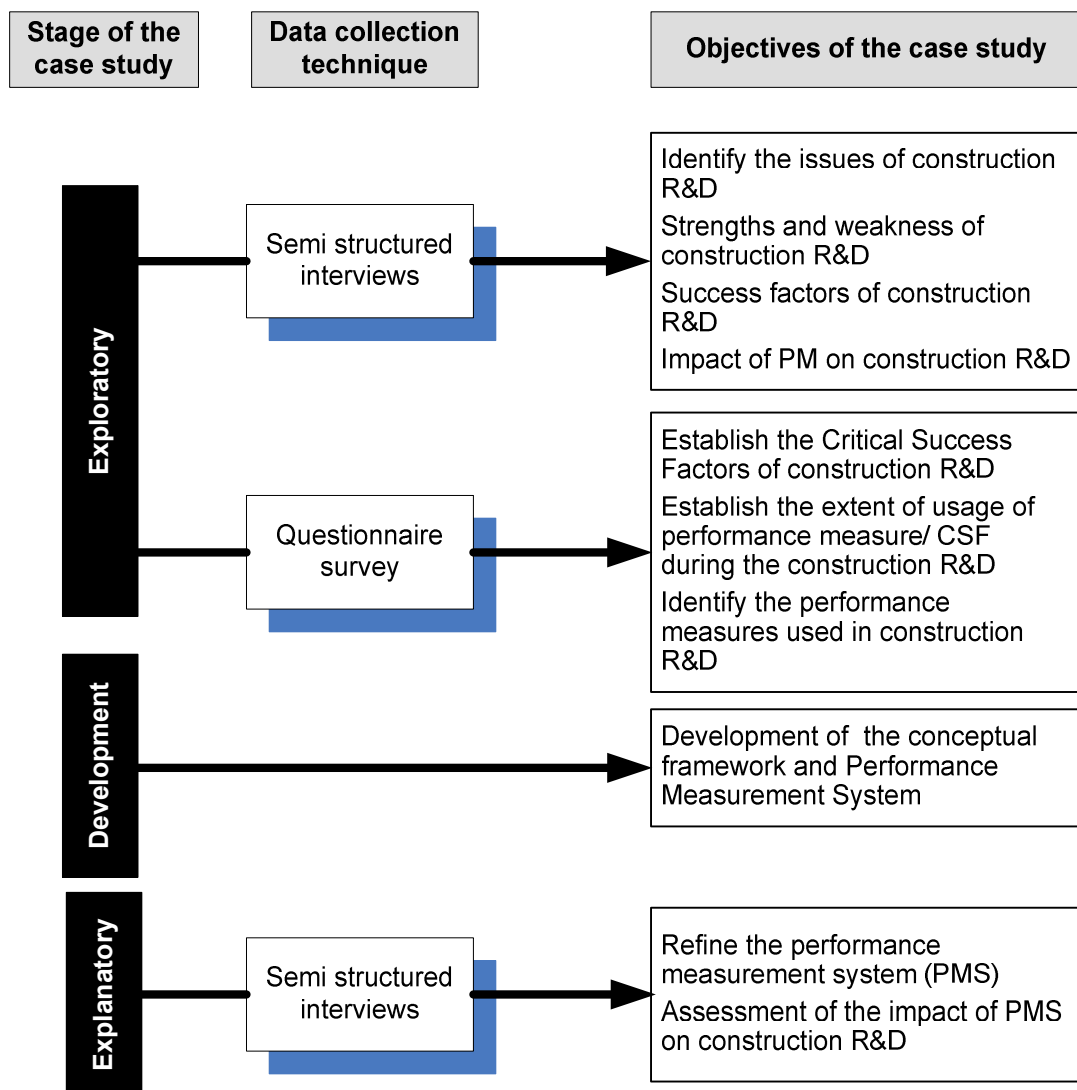 Stage of the
case study
Data collection
technique
Objectives of the case study
Exploratory
Semi structured
interviews
Identify the issues of construction
R&D
Strengths and weakness of
construction R&D
Success factors of construction
R&D
Impact of PM on construction R&D
Questionnaire
survey
Establish the Critical Success
Factors of construction R&D
Establish the extent of usage of
performance measure/ CSF
during the construction R&D
Identify the performance
measures used in construction
R&D
Development
Development of the conceptual
framework and Performance
Measurement System
Explanatory
Semi structured
interviews
Refine the performance
measurement system (PMS)
Assessment of the impact of PMS
on construction R&D